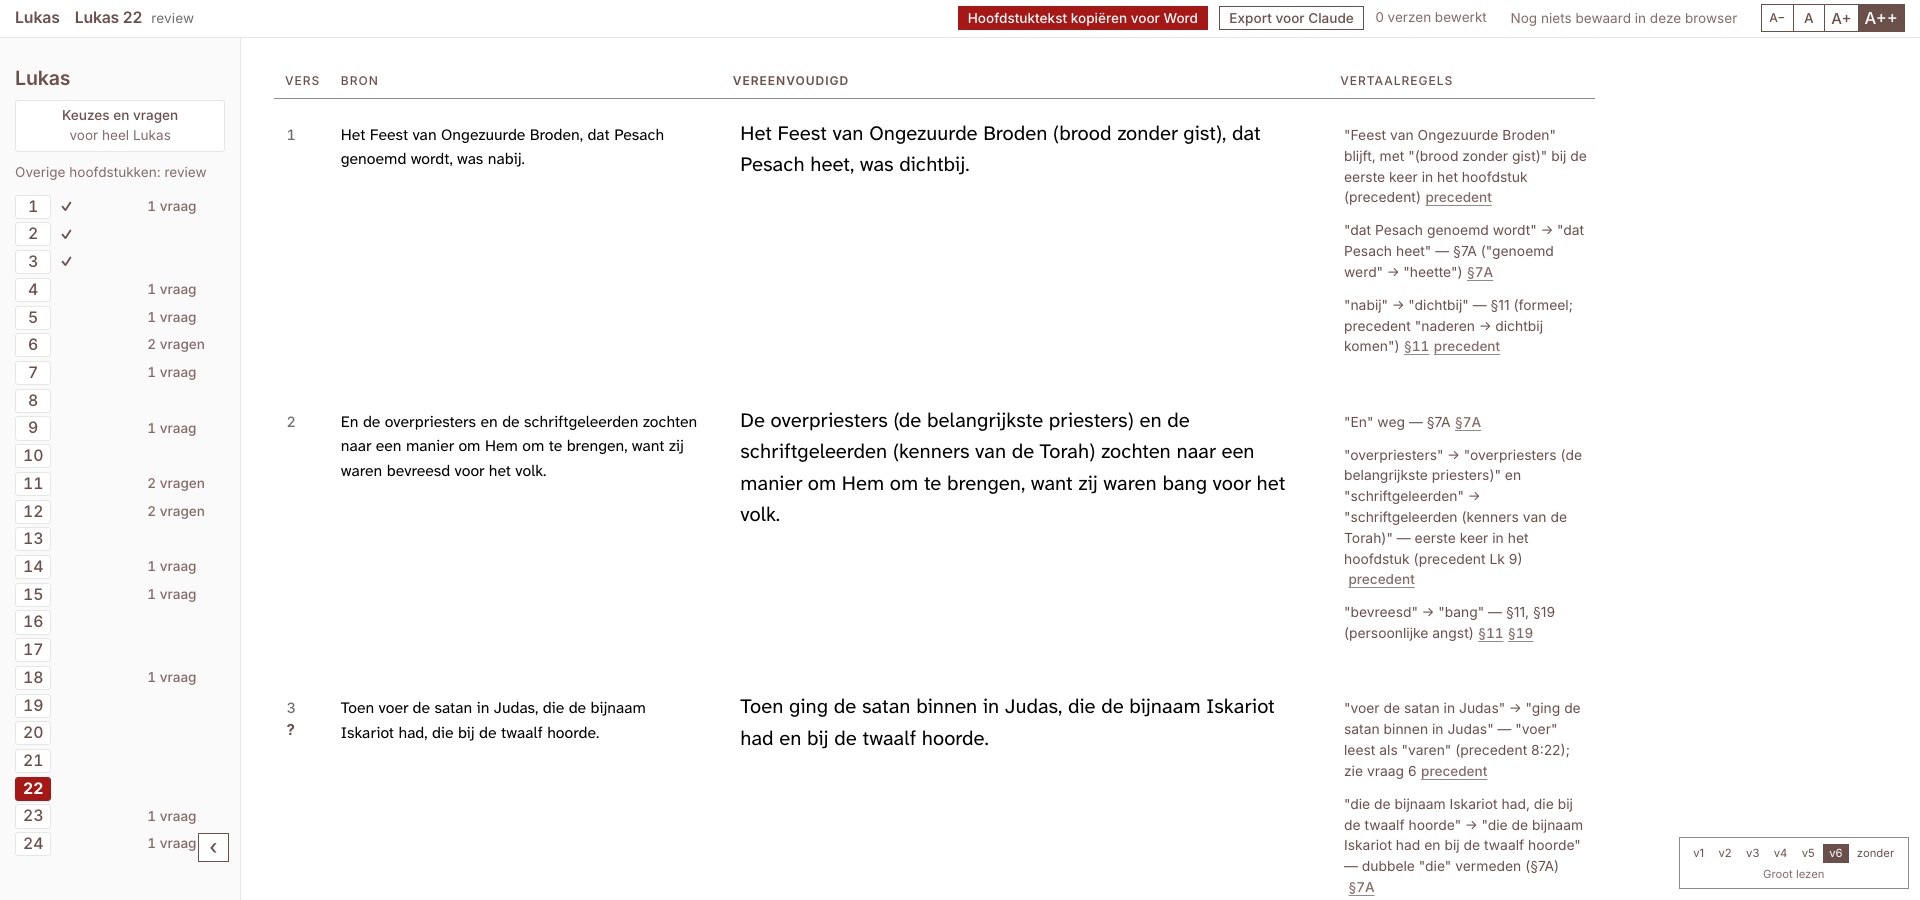 Lukas Lukas 22 review
Hoofdstuktekst kopiëren voor Word Export voor Claude 0 verzen bewerkt Nog niets bewaard in deze browser A− A A+ A++
Lukas
Keuzes en vragen
voor heel Lukas
Overige hoofdstukken: review
1 ✓ 1 vraag
2 ✓
3 ✓
4 1 vraag
5 1 vraag
6 2 vragen
7 1 vraag
8
9 1 vraag
10
11 2 vragen
12 2 vragen
13
14 1 vraag
15 1 vraag
16
17
18 1 vraag
19
20
21
22
23 1 vraag
24 1 vraag
VERS BRON VEREENVOUDIGD VERTAALREGELS
1
Het Feest van Ongezuurde Broden, dat Pesach
genoemd wordt, was nabij.
Het Feest van Ongezuurde Broden (brood zonder gist), dat
Pesach heet, was dichtbij.
"Feest van Ongezuurde Broden"
blijft, met "(brood zonder gist)" bij de
eerste keer in het hoofdstuk
(precedent) precedent
"dat Pesach genoemd wordt" → "dat
Pesach heet" — §7A ("genoemd
werd" → "heette") §7A
"nabij" → "dichtbij" — §11 (formeel;
precedent "naderen → dichtbij
komen") §11 precedent
2
En de overpriesters en de schriftgeleerden zochten
naar een manier om Hem om te brengen, want zij
waren bevreesd voor het volk.
De overpriesters (de belangrijkste priesters) en de
schriftgeleerden (kenners van de Torah) zochten naar een
manier om Hem om te brengen, want zij waren bang voor het
volk.
"En" weg — §7A §7A
"overpriesters" → "overpriesters (de
belangrijkste priesters)" en
"schriftgeleerden" →
"schriftgeleerden (kenners van de
Torah)" — eerste keer in het
hoofdstuk (precedent Lk 9)
precedent
"bevreesd" → "bang" — §11, §19
(persoonlijke angst) §11 §19
3
?
Toen voer de satan in Judas, die de bijnaam
Iskariot had, die bij de twaalf hoorde.
Toen ging de satan binnen in Judas, die de bijnaam Iskariot
had en bij de twaalf hoorde.
"voer de satan in Judas" → "ging de
satan binnen in Judas" — "voer"
leest als "varen" (precedent 8:22);
zie vraag 6 precedent
"die de bijnaam Iskariot had, die bij
de twaalf hoorde" → "die de bijnaam
Iskariot had en bij de twaalf hoorde"
— dubbele "die" vermeden (§7A)
§7A
v1 v2 v3 v4 v5 v6 zonder
Groot lezen